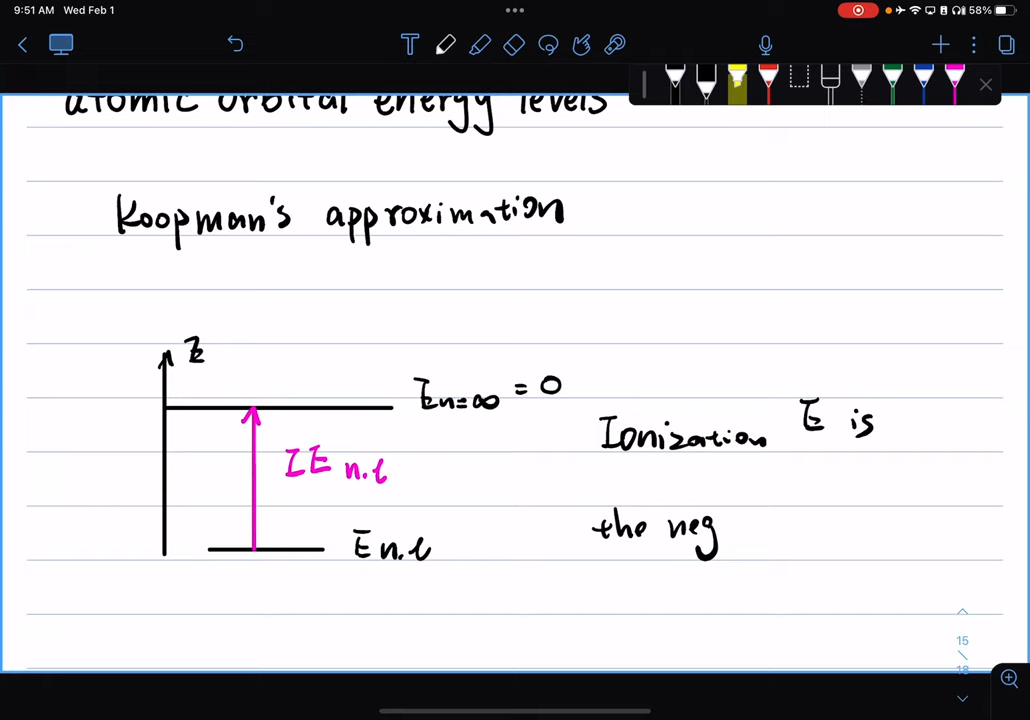 9:51 AM Wed Feb 1
58%
atomic orbital energy levels
Koopman's approximation
E
En=∞ = 0
Ionization E is
IE n.l
the neg
E n.l
15
18